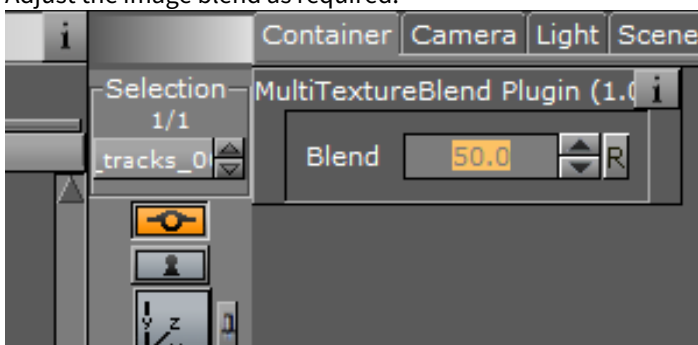 Adjust the image blend as required.
i
Container Camera Light Scene
Selection
1/1
_tracks_0
MultiTextureBlend Plugin (1.0 i
Blend 50.0 R
y z